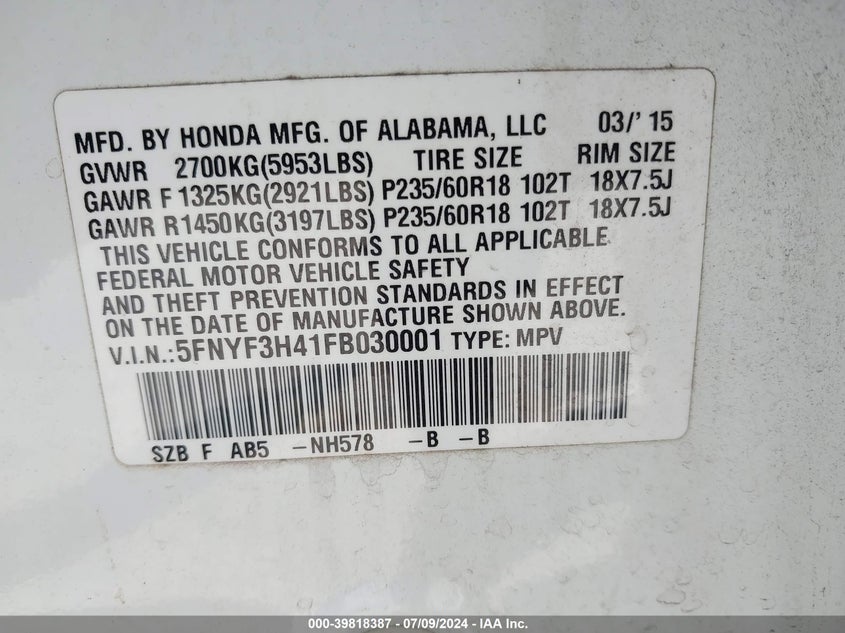 MFD. BY HONDA MFG. OF ALABAMA, LLC 03/' 15
GVWR 2700KG(5953LBS) TIRE SIZE RIM SIZE
GAWR F 1325KG(2921LBS) P235/60R18 102T 18X7.5J
GAWR R1450KG(3197LBS) P235/60R18 102T 18X7.5J
THIS VEHICLE CONFORMS TO ALL APPLICABLE
FEDERAL MOTOR VEHICLE SAFETY
AND THEFT PREVENTION STANDARDS IN EFFECT
ON THE DATE OF MANUFACTURE SHOWN ABOVE.
V.I.N.:5FNYF3H41FB030001 TYPE: MPV
SZB F AB5 -NH578 -B -B
000-39818387 - 07/09/2024 - IAAI Inc.